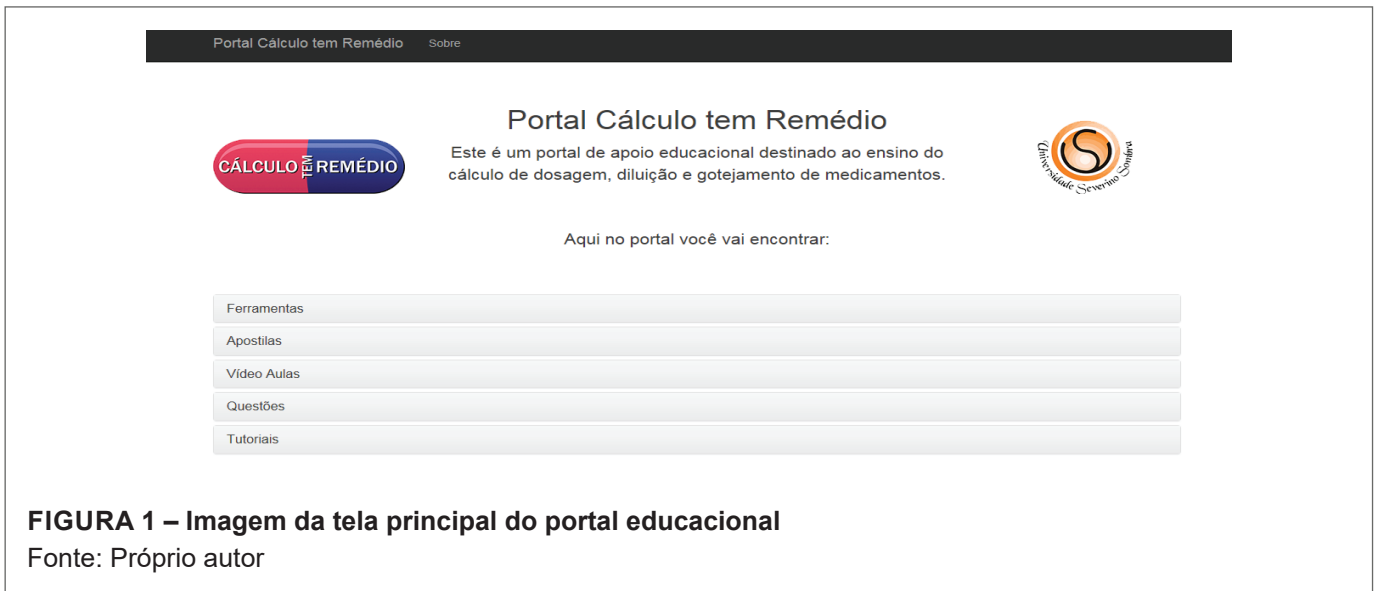 Portal Cálculo tem Remédio Sobre
Portal Cálculo tem Remédio
CÁLCULO TEM REMÉDIO
Este é um portal de apoio educacional destinado ao ensino do
cálculo de dosagem, diluição e gotejamento de medicamentos.
Universidade Severino Sombra
Aqui no portal você vai encontrar:
Ferramentas
Apostilas
Vídeo Aulas
Questões
Tutoriais
FIGURA 1 – Imagem da tela principal do portal educacional
Fonte: Próprio autor